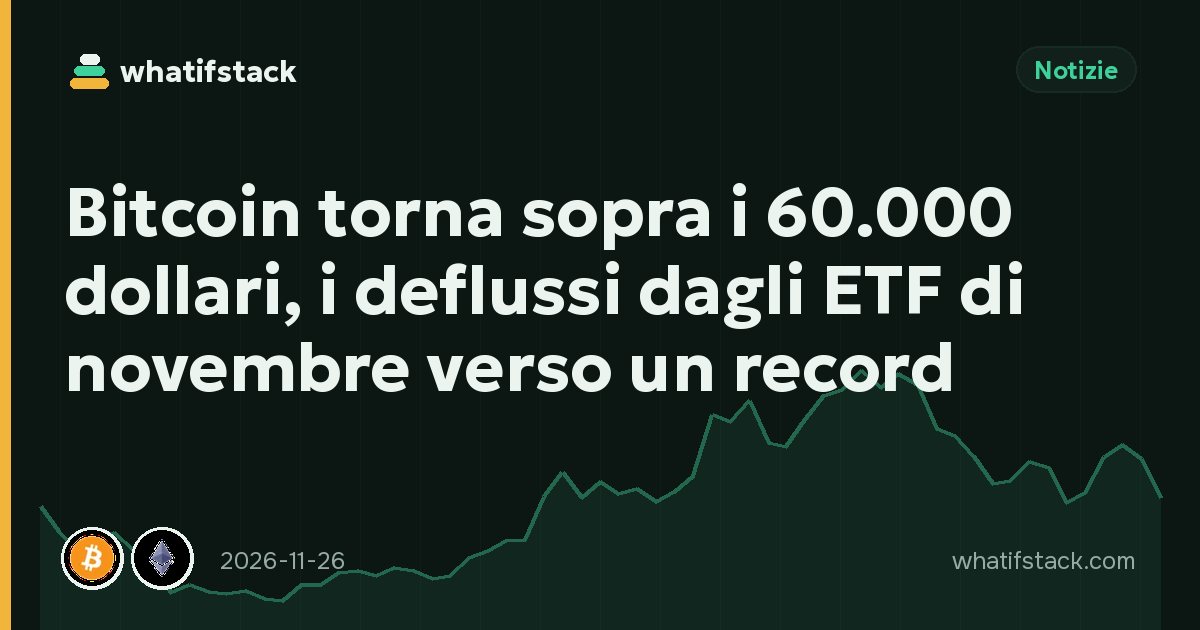 whatifstack
Notizie
Bitcoin torna sopra i 60.000
dollari, i deflussi dagli ETF di
novembre verso un record
2026-11-26
whatifstack.com